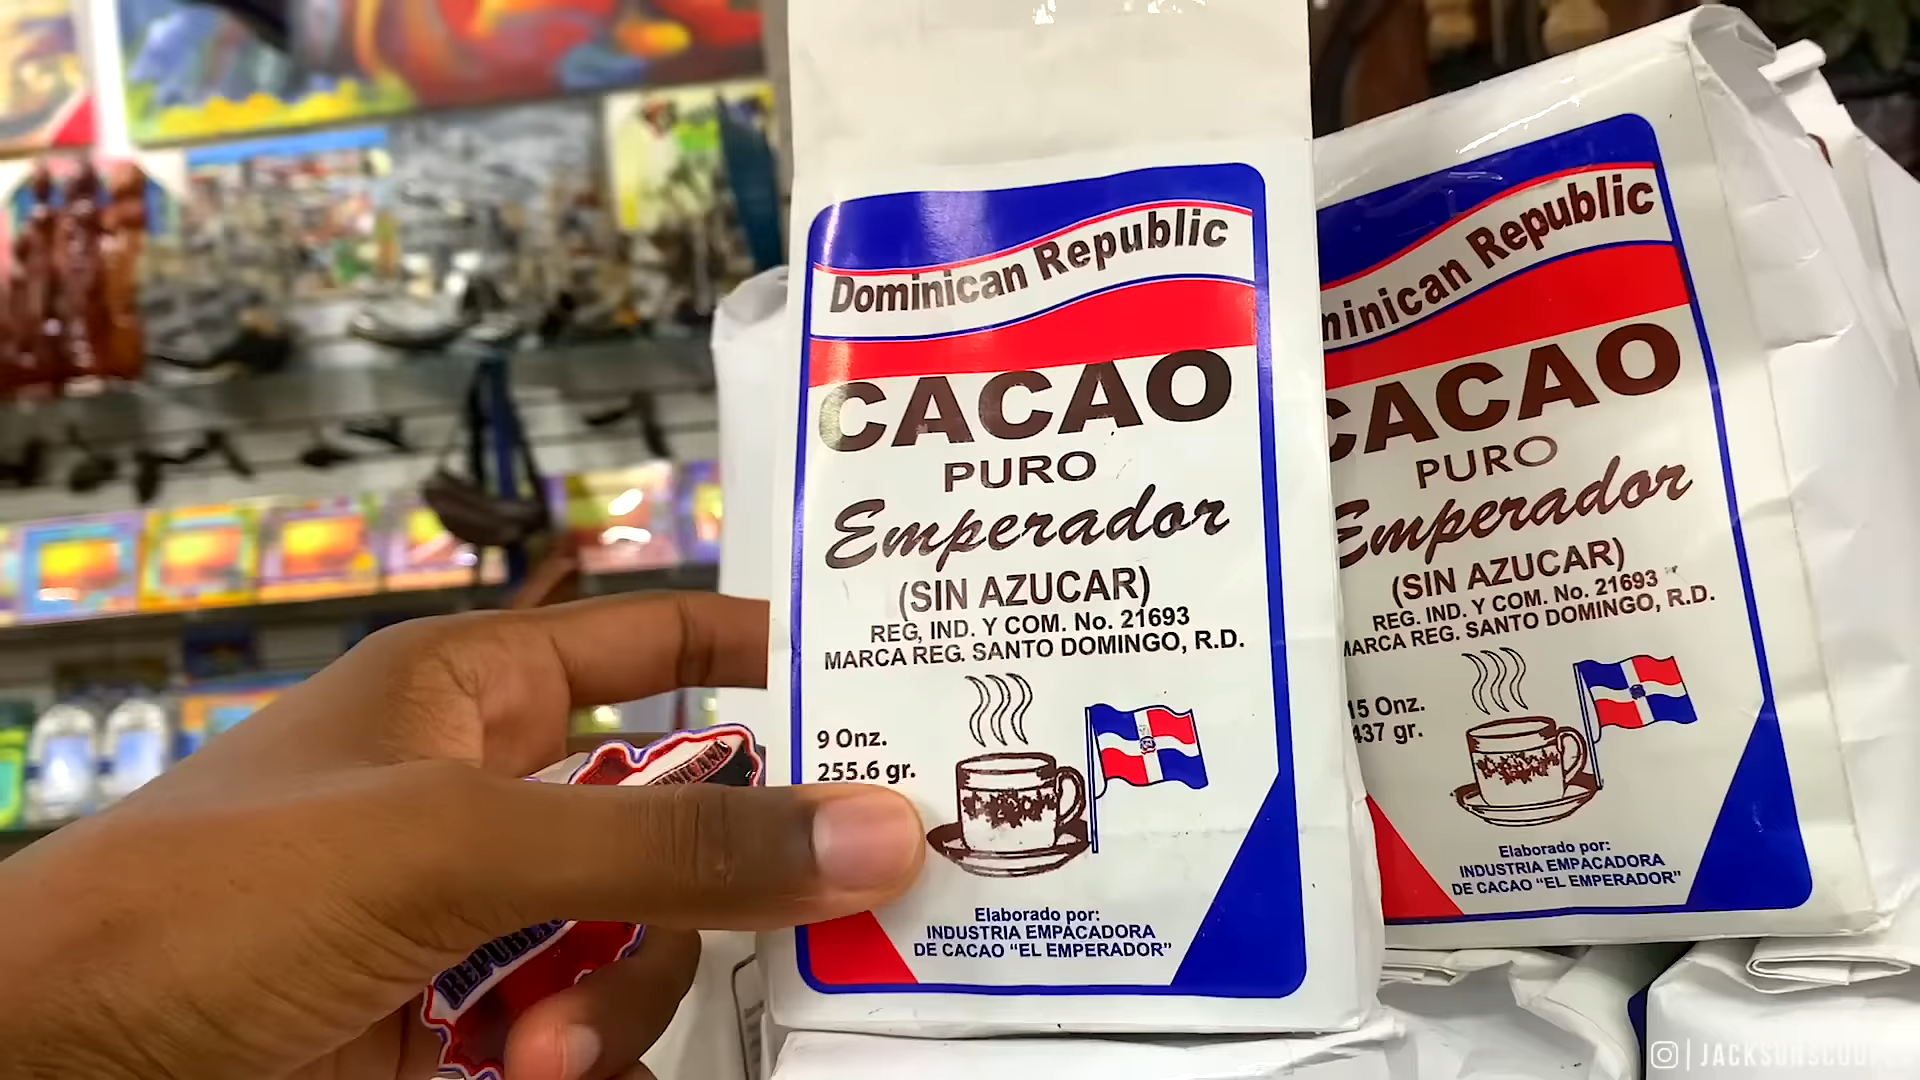 Dominican Republic
CACAO
PURO
Emperador
(SIN AZUCAR)
REG, IND. Y COM. No. 21693
MARCA REG. SANTO DOMINGO, R.D.
9 Onz.
255.6 gr.
Elaborado por:
INDUSTRIA EMPACADORA
DE CACAO “EL EMPERADOR”
minican Republic
CACAO
PURO
Emperador
(SIN AZUCAR)
REG. IND. Y COM. No. 21693
MARCA REG. SANTO DOMINGO, R.D.
15 Onz.
437 gr.
Elaborado por:
INDUSTRIA EMPACADORA
DE CACAO “EL EMPERADOR”